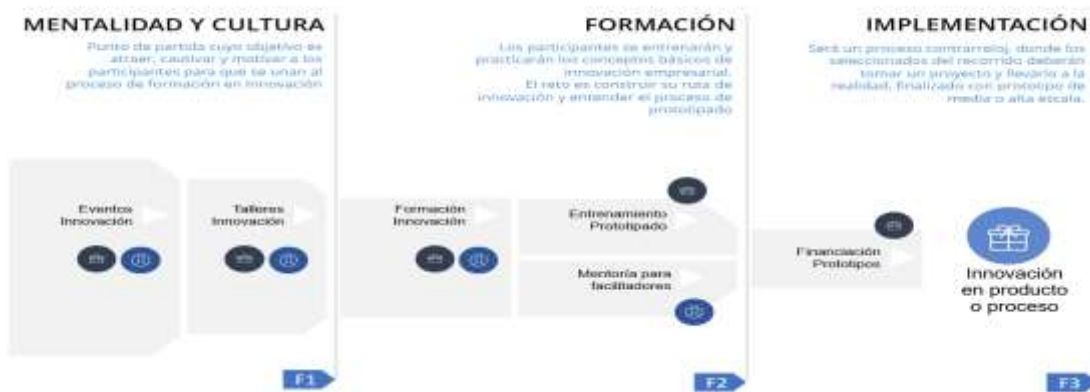 MENTALIDAD Y CULTURA
Punto de partida cuyo objetivo es
atraer, cautivar y motivar a los
participantes para que se unan al
proceso de formación en Innovación
FORMACIÓN
Los participantes se entrenarán y
practicarán los conceptos básicos de
innovación empresarial.
El reto es construir su ruta de
innovación y entender el proceso de
prototipado
IMPLEMENTACIÓN
Será un proceso contrarreloj, donde los
seleccionados del recorrido deberán
tomar un proyecto y llevarlo a la
realidad, finalizado con prototipo de
media o alta escala.
Eventos
Innovación
Talleres
Innovación
Formación
Innovación
Entrenamiento
Prototipado
Mentoría para
facilitadores
Financiación
Prototipos
Innovación
en producto
o proceso
F1
F2
F3